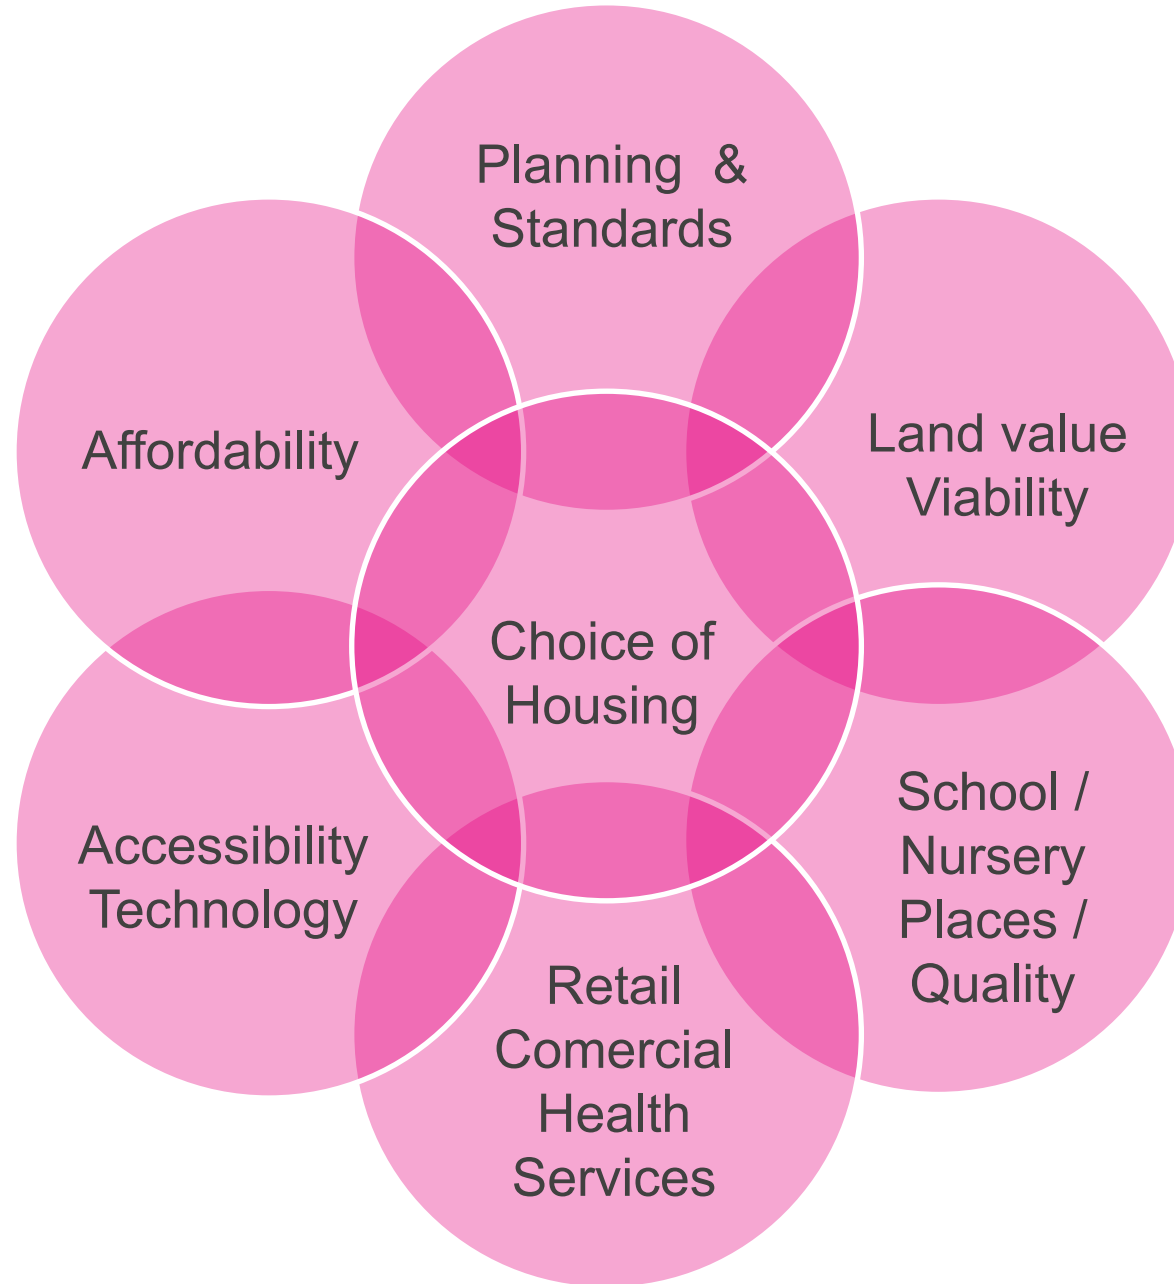 Planning &
Standards
Affordability
Land value
Viability
Choice of
Housing
School /
Nursery
Places /
Quality
Accessibility
Technology
Retail
Comercial
Health
Services